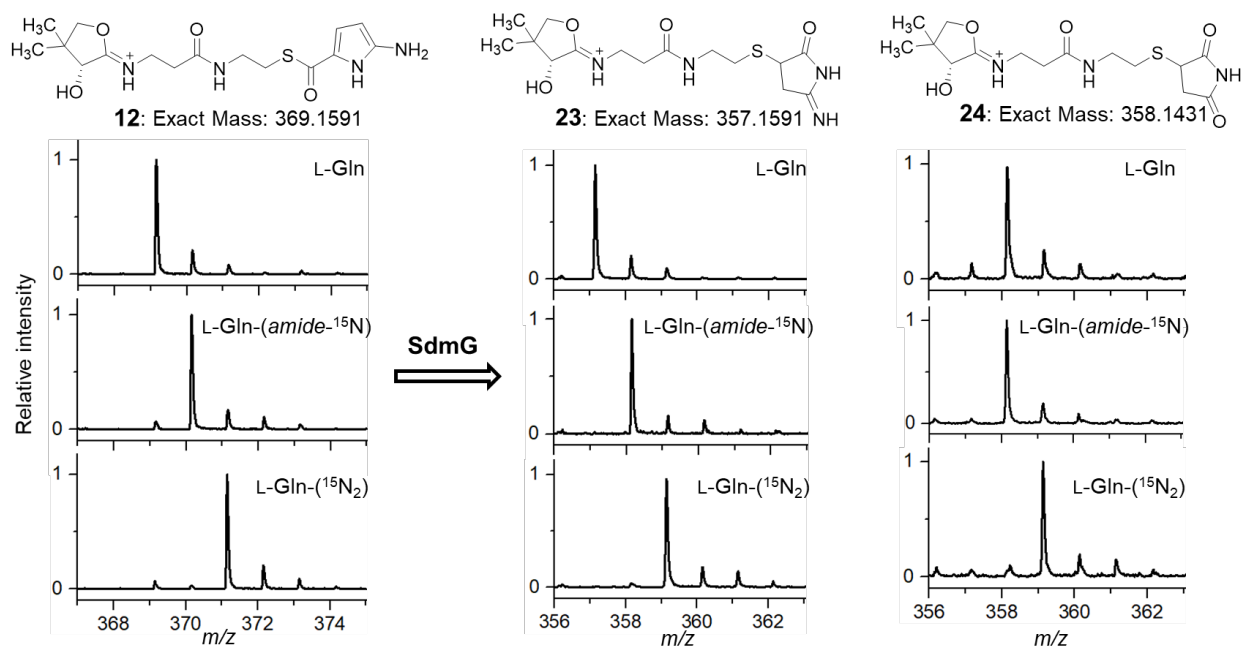 H₃C
H₃C
O
HO
N
H
+
O
N
H
S
O
N
H
NH₂
12: Exact Mass: 369.1591
H₃C
H₃C
O
HO
N
H
+
O
N
H
S
O
NH
NH
23: Exact Mass: 357.1591
H₃C
H₃C
O
HO
N
H
+
O
N
H
S
O
NH
O
24: Exact Mass: 358.1431
Relative intensity
1
L-Gln
0
1
L-Gln-(amide-¹⁵N)
0
1
L-Gln-(¹⁵N₂)
0
368 370 372 374
m/z
SdmG
1
L-Gln
0
1
L-Gln-(amide-¹⁵N)
0
1
L-Gln-(¹⁵N₂)
0
356 358 360 362
m/z
1
L-Gln
0
1
L-Gln-(amide-¹⁵N)
0
1
L-Gln-(¹⁵N₂)
0
356 358 360 362
m/z